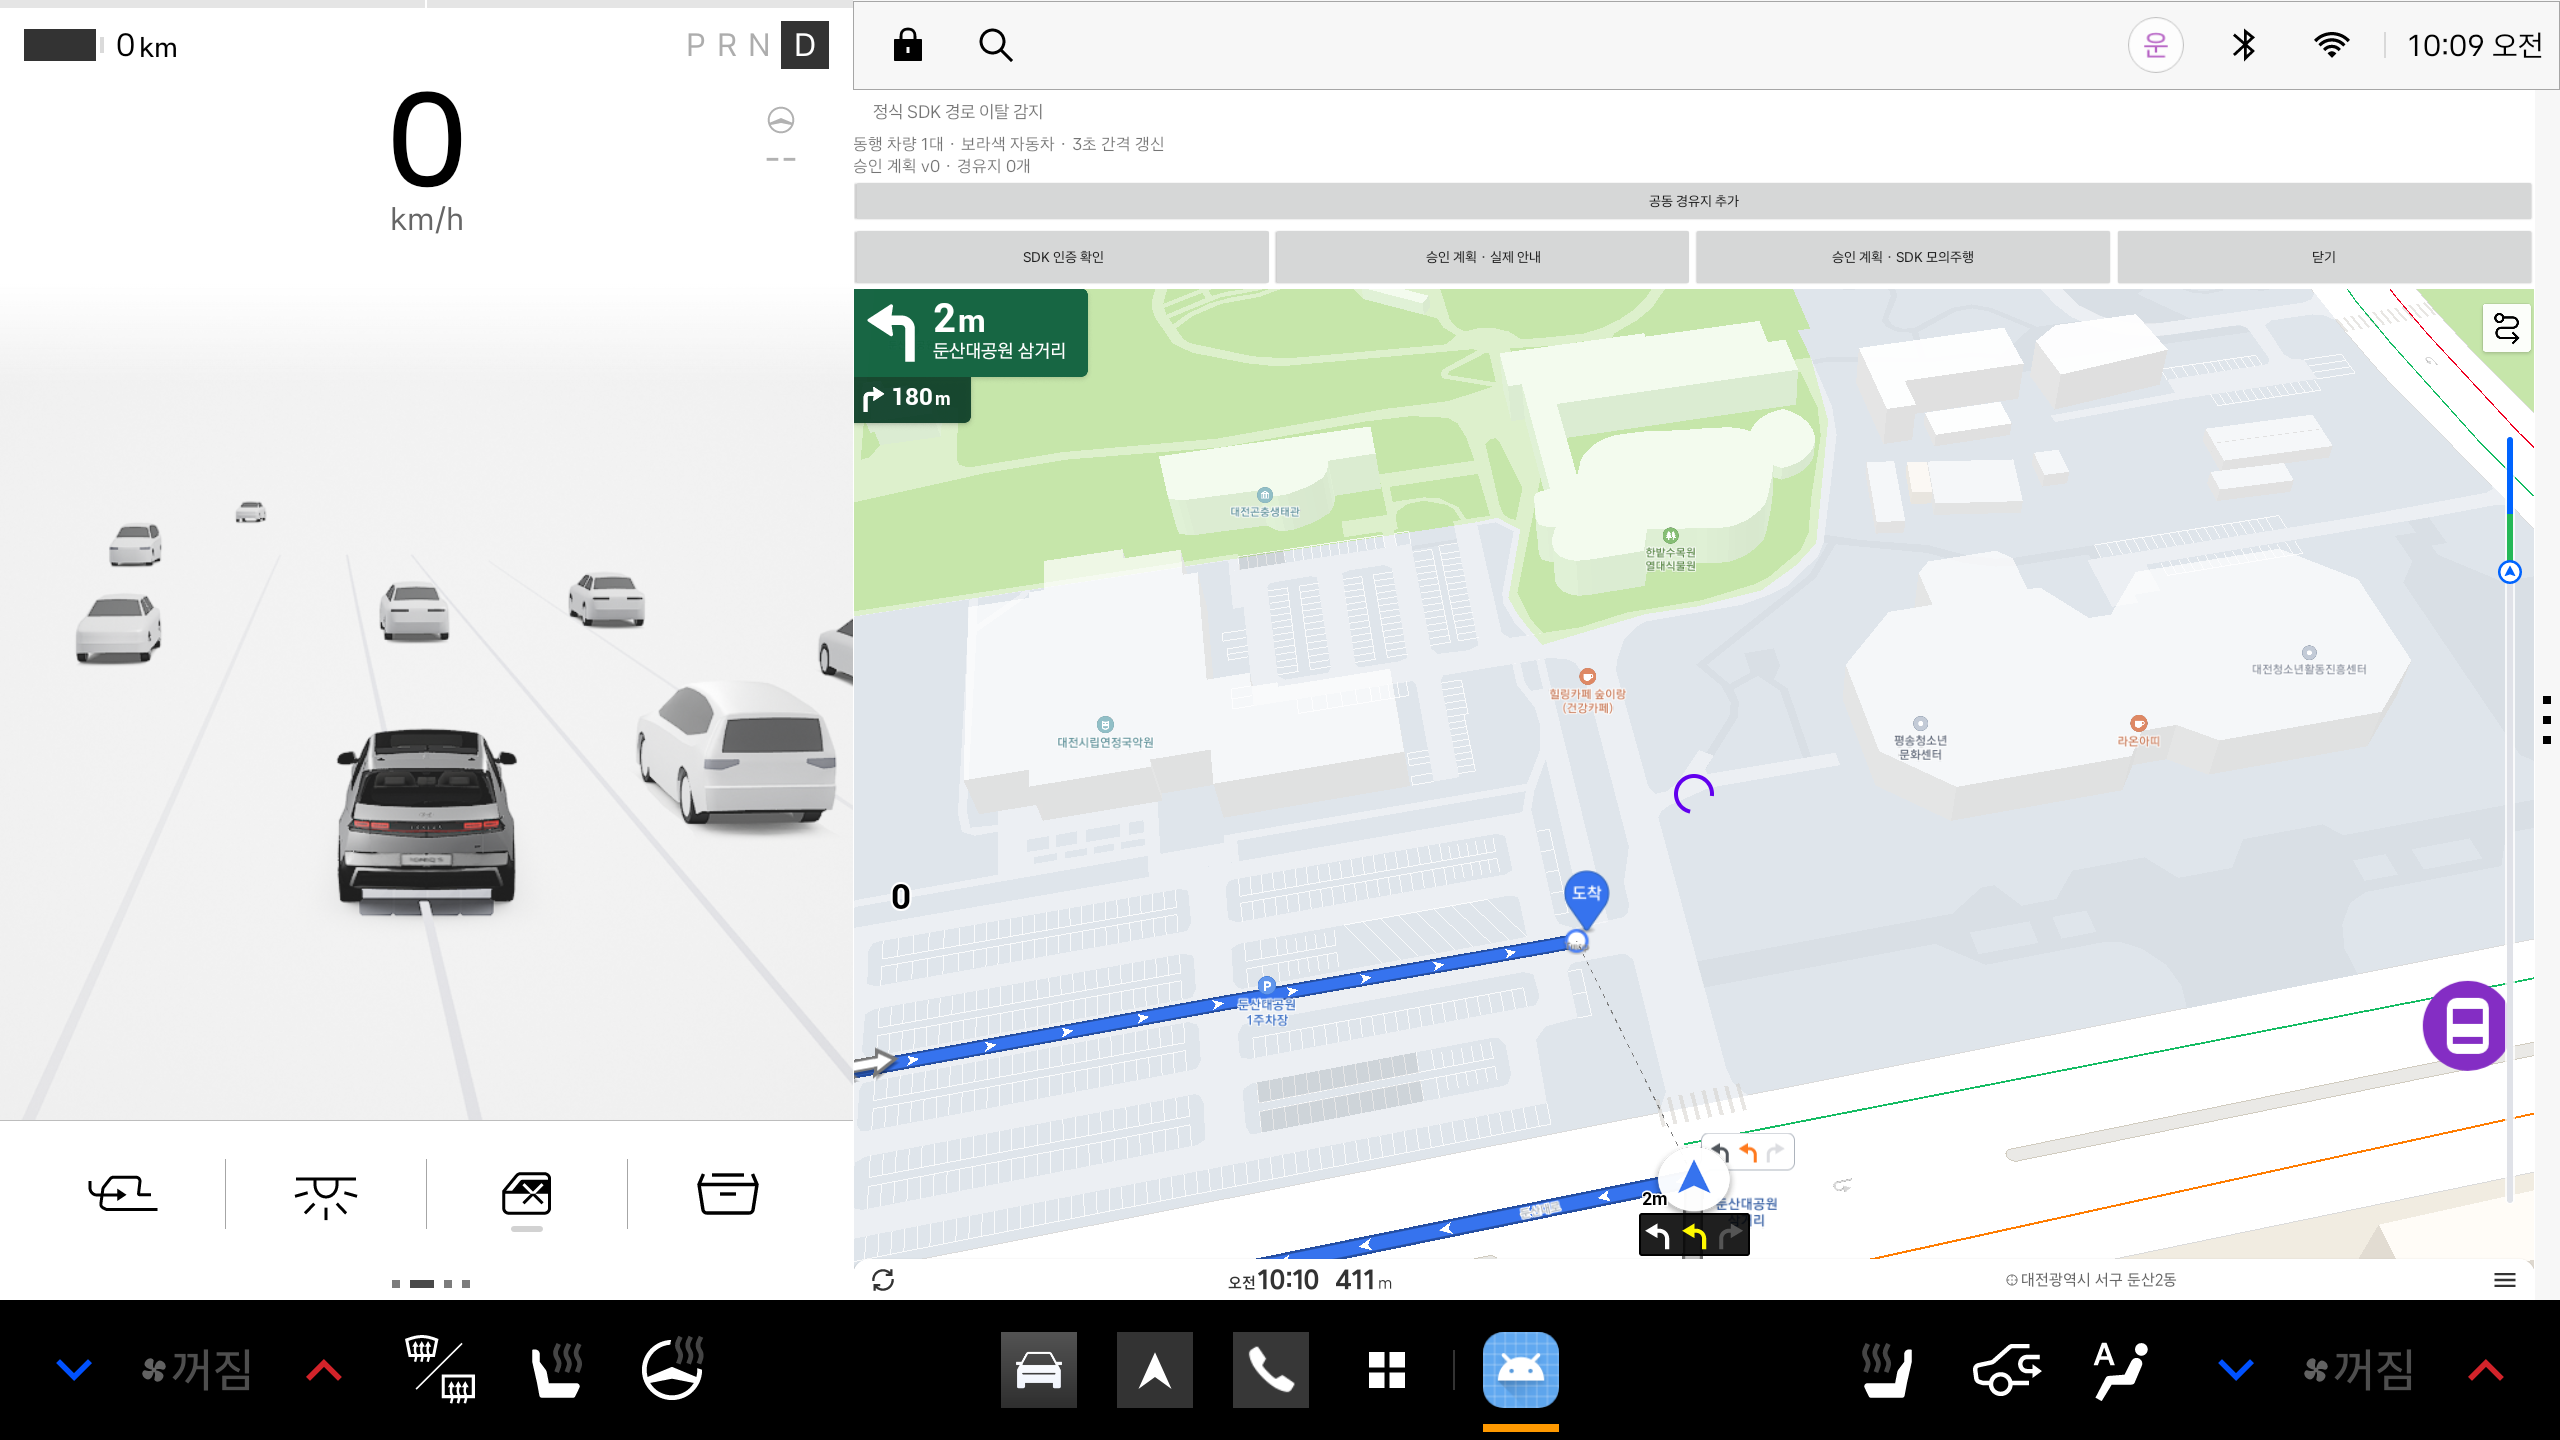 0 km
P R N D
0
km/h
운
10:09 오전
정식 SDK 경로 이탈 감지
동행 차량 1대 · 보라색 자동차 · 3초 간격 갱신
승인 계획 v0 · 경유지 0개
공동 경유지 추가
SDK 인증 확인
승인 계획 · 실제 안내
승인 계획 · SDK 모의주행
닫기
2m
둔산대공원 삼거리
180m
대전곤충생태관
한밭수목원
열대식물원
힐링카페 숲이랑
(건강카페)
대전청소년활동진흥센터
대전시립연정국악원
평송청소년
문화센터
라온아띠
0
도착
P
둔산대공원
1주차장
2m
둔산대공원
오전10:10 411m
대전광역시 서구 둔산2동
꺼짐
A
꺼짐